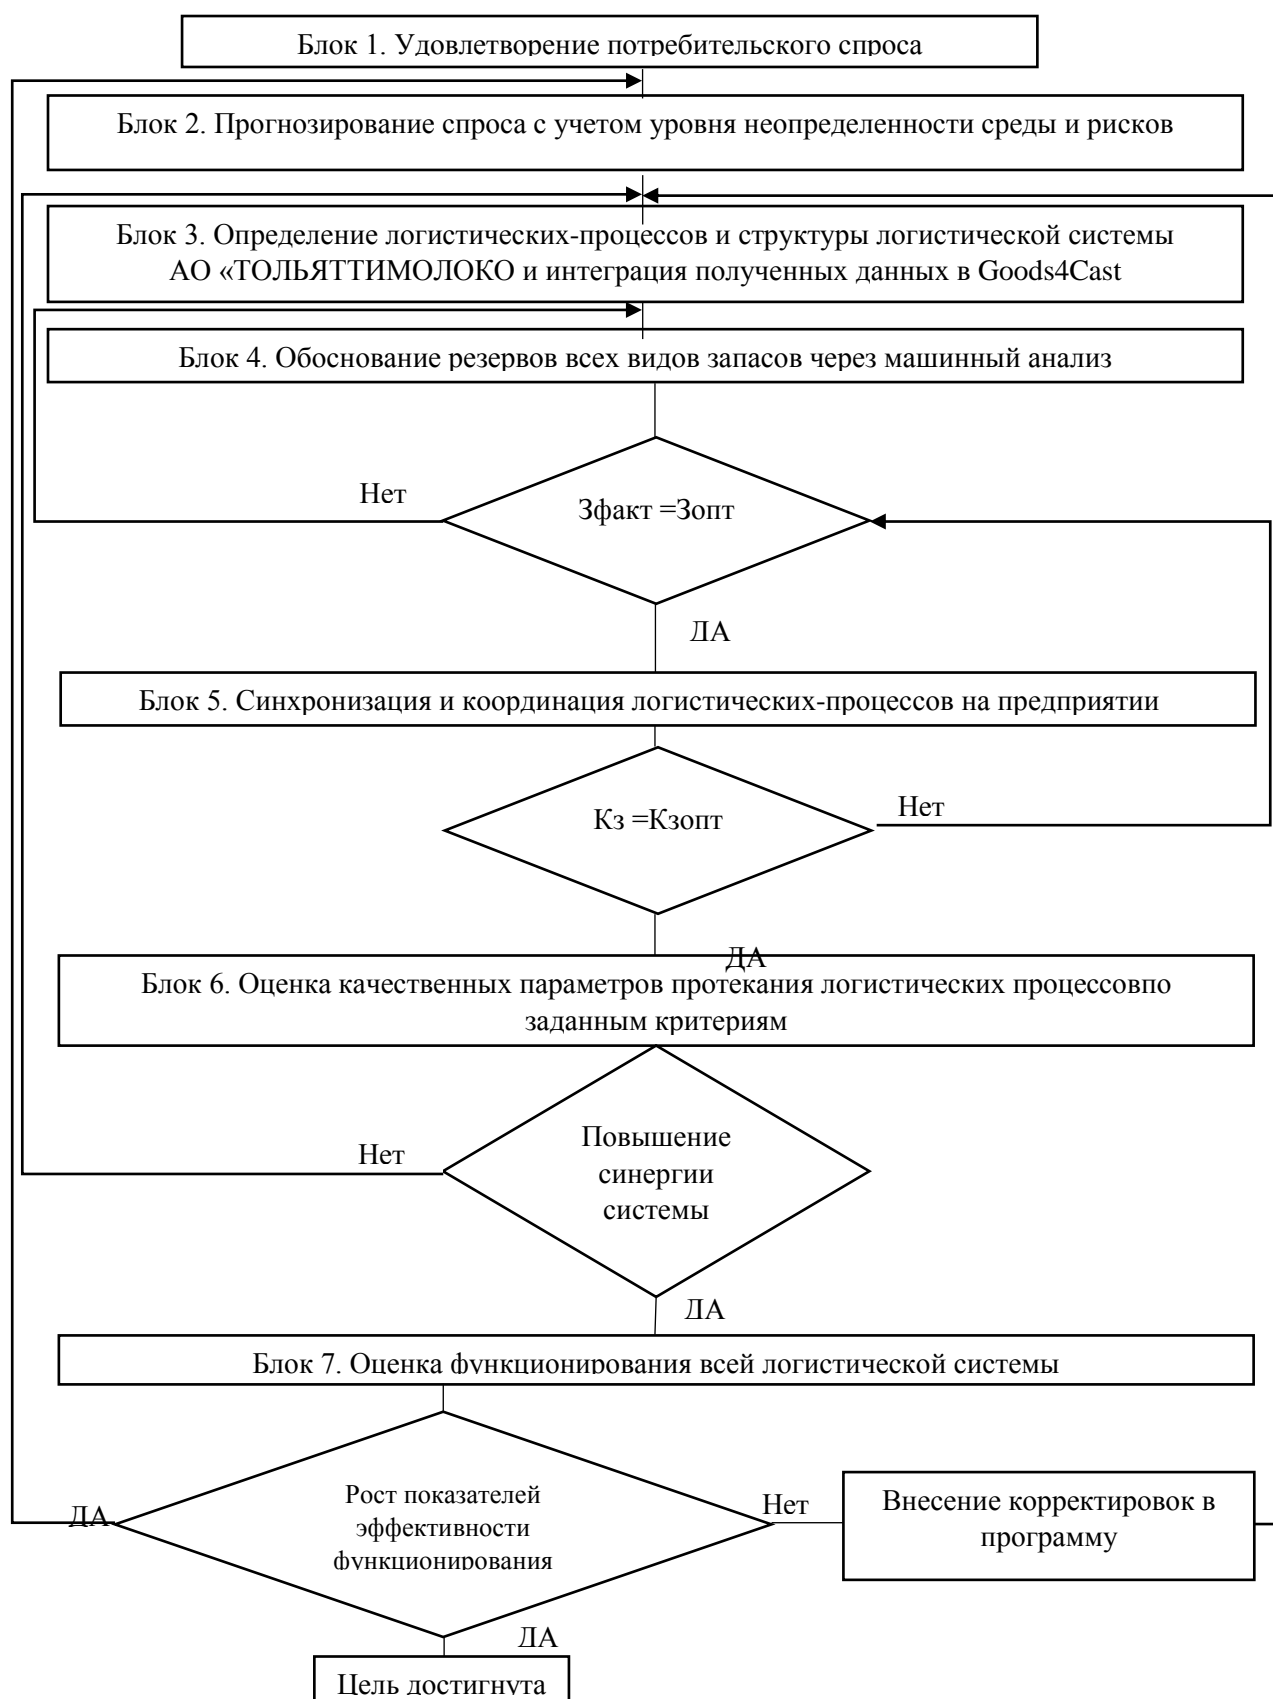 Блок 1. Удовлетворение потребительского спроса
Блок 2. Прогнозирование спроса с учетом уровня неопределенности среды и рисков
Блок 3. Определение логистических-процессов и структуры логистической системы
АО «ТОЛЬЯТТИМОЛОКО и интеграция полученных данных в Goods4Cast
Блок 4. Обоснование резервов всех видов запасов через машинный анализ
Нет
Зфакт =Зопт
ДА
Блок 5. Синхронизация и координация логистических-процессов на предприятии
Кз =Кзопт
Нет
ДА
Блок 6. Оценка качественных параметров протекания логистических процессовпо
заданным критериям
Нет
Повышение
синергии
системы
ДА
Блок 7. Оценка функционирования всей логистической системы
ДА
Рост показателей
эффективности
функционирования
Нет
Внесение корректировок в
программу
ДА
Цель достигнута